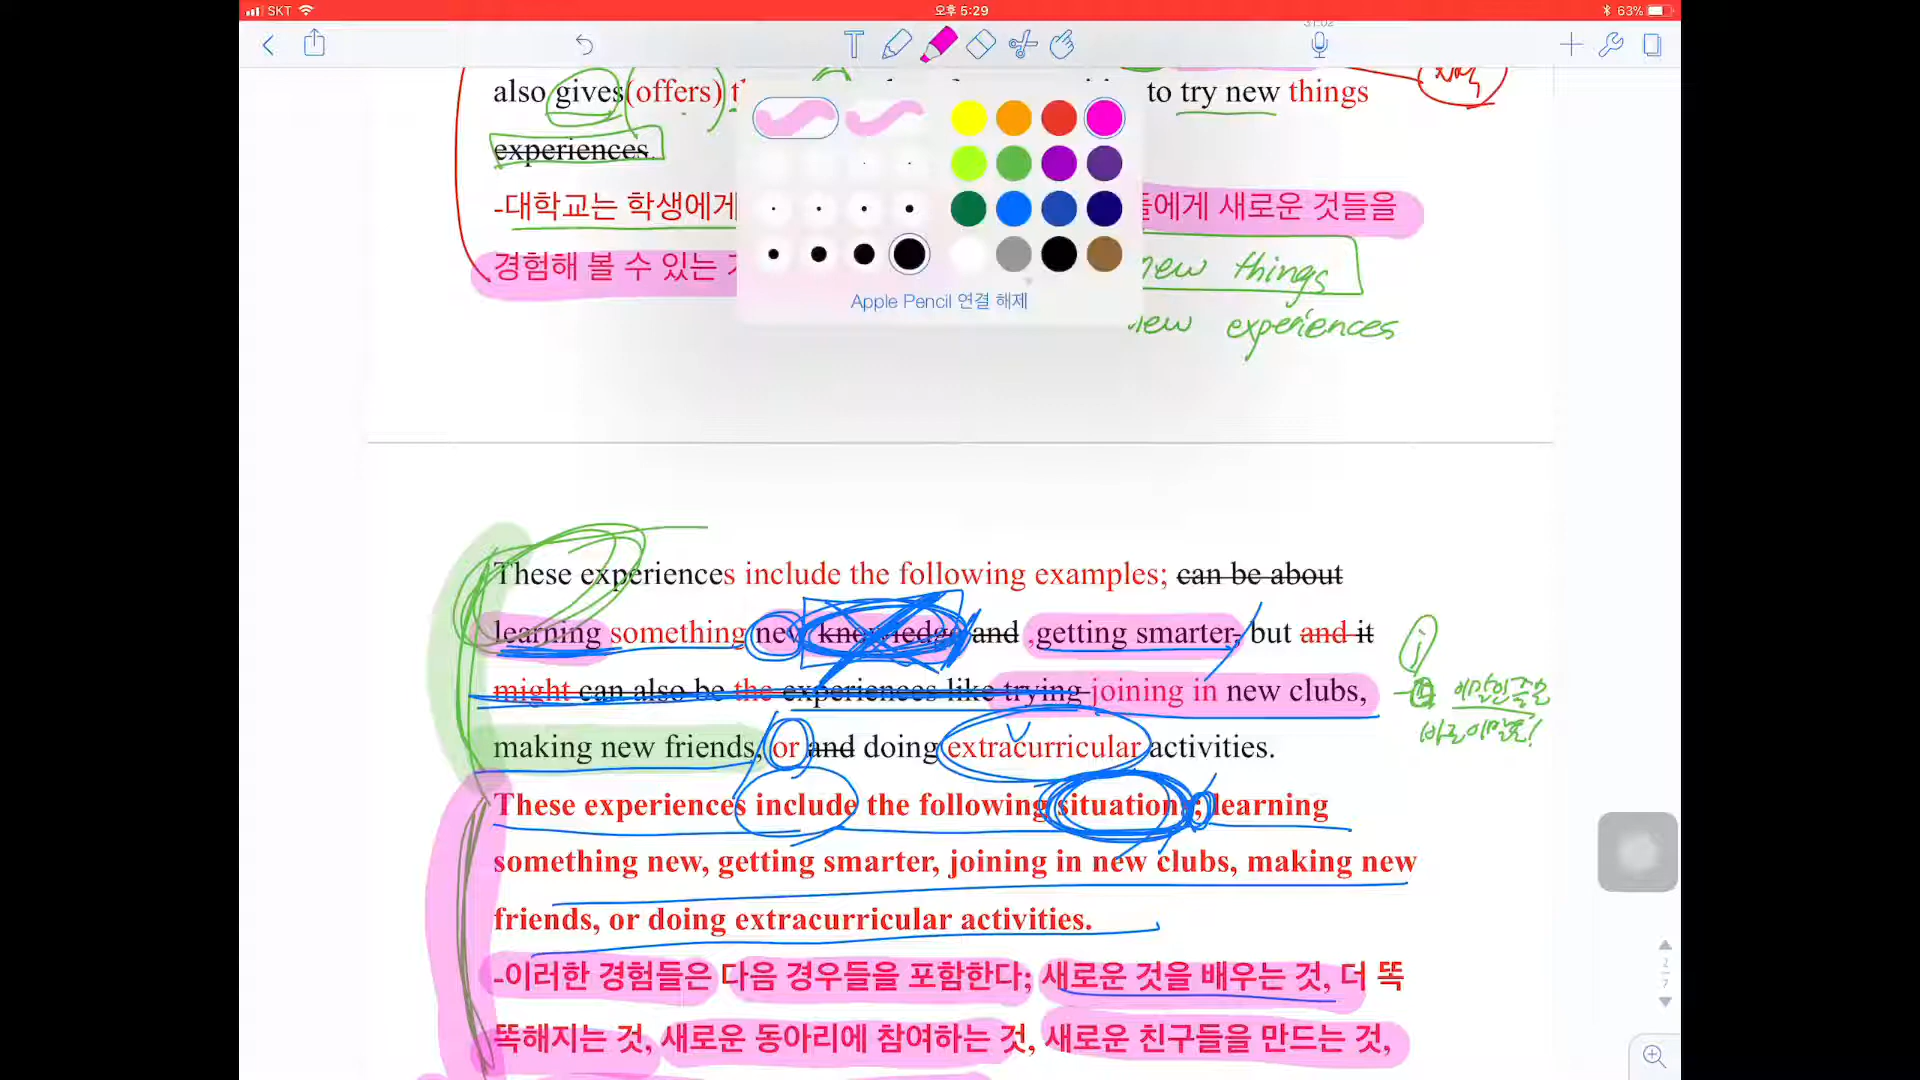 SKT 오후 5:29 63%
31:02
T
also gives(offers) to try new things
experiences.
-대학교는 학생에게 들에게 새로운 것들을
경험해 볼 수 있는 new things
Apple Pencil 연결 해제
new experiences
These experiences include the following examples; can be about
learning something new knowledge and ,getting smarter, but and it
might can also be the experiences like trying joining in new clubs,
making new friends, or and doing extracurricular activities.
These experiences include the following situations; learning
something new, getting smarter, joining in new clubs, making new
friends, or doing extracurricular activities.
-이러한 경험들은 다음 경우들을 포함한다; 새로운 것을 배우는 것, 더 똑
똑해지는 것, 새로운 동아리에 참여하는 것, 새로운 친구들을 만드는 것,
2
7